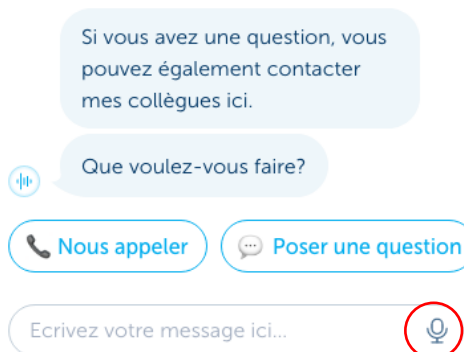 Si vous avez une question, vous
pouvez également contacter
mes collègues ici.
Que voulez-vous faire?
Nous appeler
Poser une question
Ecrivez votre message ici...